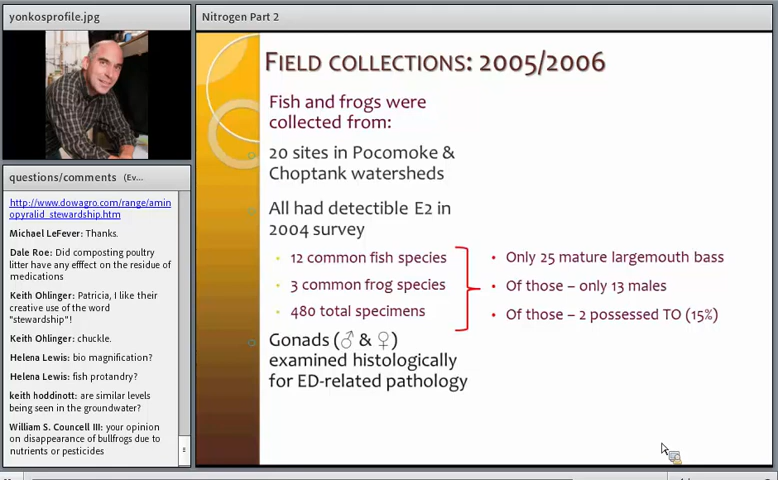 yonkosprofile.jpg
questions/comments (Ev...
http://www.dowagro.com/range/amin
opyralid_stewardship.htm
Michael LeFever: Thanks.
Dale Roe: Did composting poultry
litter have any efffect on the residue of
medications
Keith Ohlinger: Patricia, I like their
creative use of the word
"stewardship"!
Keith Ohlinger: chuckle.
Helena Lewis: bio magnification?
Helena Lewis: fish protandry?
keith hoddinott: are similar levels
being seen in the groundwater?
William S. Councell III: your opinion
on disappearance of bullfrogs due to
nutrients or pesticides
Nitrogen Part 2
FIELD COLLECTIONS: 2005/2006
Fish and frogs were
collected from:
20 sites in Pocomoke &
Choptank watersheds
All had detectible E2 in
2004 survey
• 12 common fish species
• 3 common frog species
• 480 total specimens
• Only 25 mature largemouth bass
• Of those – only 13 males
• Of those – 2 possessed TO (15%)
Gonads (♂ & ♀)
examined histologically
for ED-related pathology